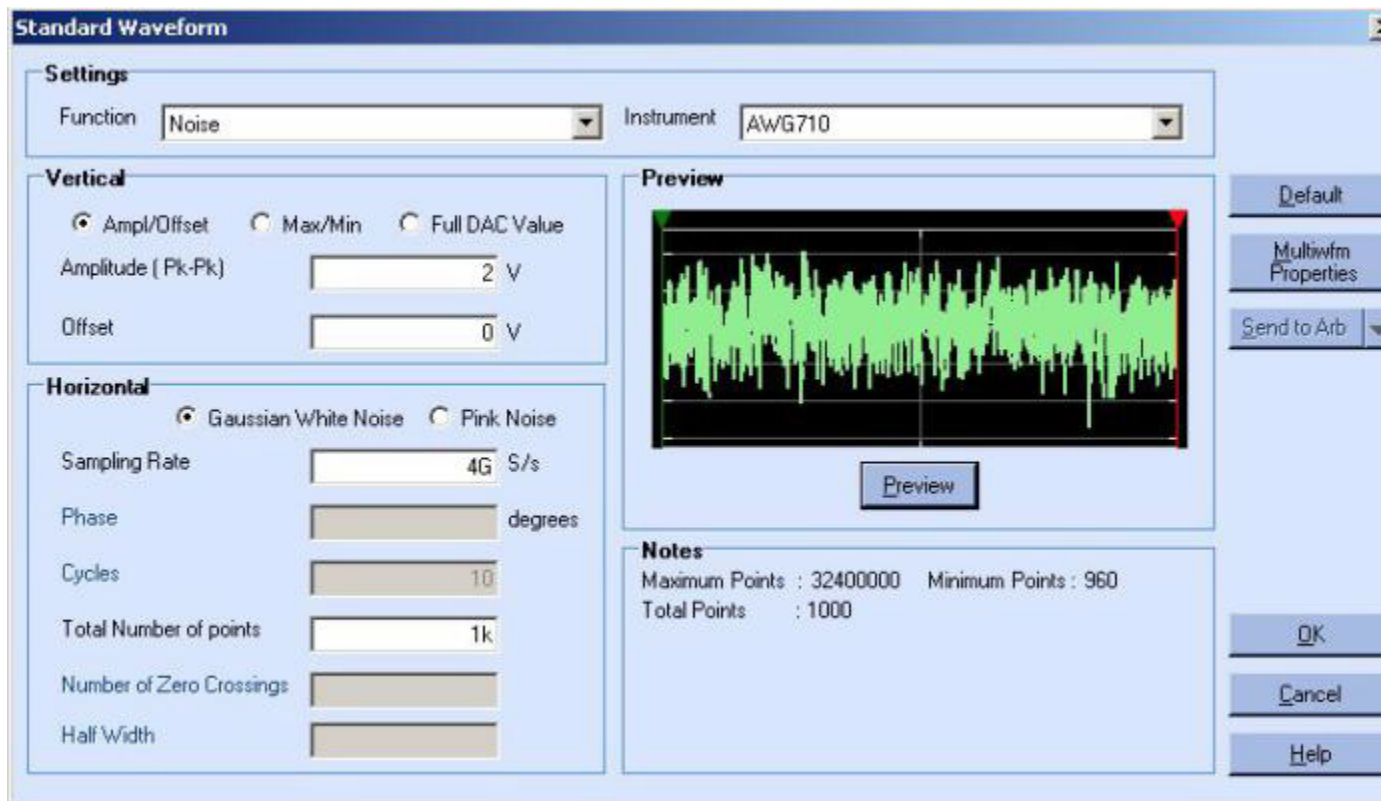 Standard Waveform
Settings
Function Noise Instrument AWG710
Vertical
Ampl/Offset Max/Min Full DAC Value
Amplitude ( Pk-Pk) 2 V
Offset 0 V
Horizontal
Gaussian White Noise Pink Noise
Sampling Rate 4G S/s
Phase degrees
Cycles 10
Total Number of points 1k
Number of Zero Crossings
Half Width
Preview
Preview
Notes
Maximum Points : 32400000 Minimum Points : 960
Total Points : 1000
Default
Multiwfm
Properties
Send to Arb
OK
Cancel
Help